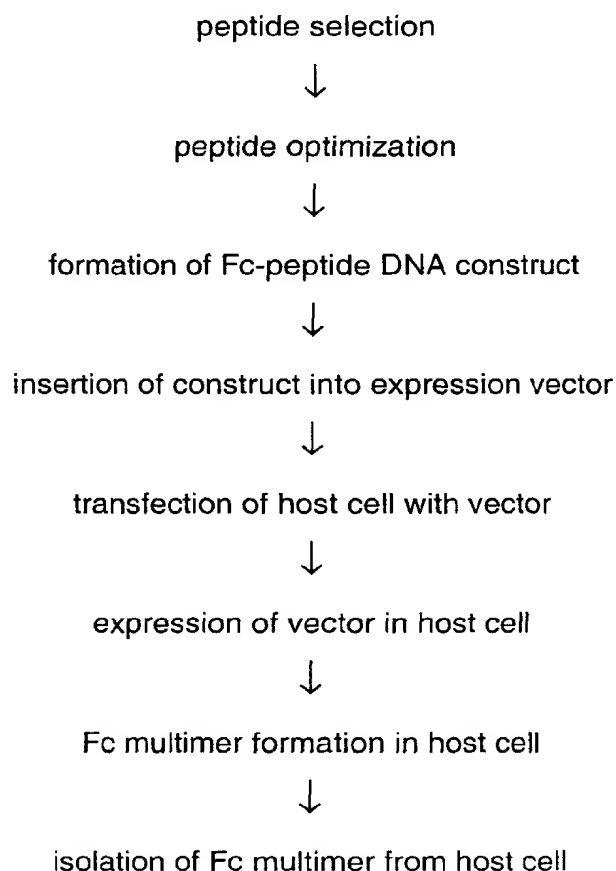 peptide selection
↓
peptide optimization
↓
formation of Fc-peptide DNA construct
↓
insertion of construct into expression vector
↓
transfection of host cell with vector
↓
expression of vector in host cell
↓
Fc multimer formation in host cell
↓
isolation of Fc multimer from host cell